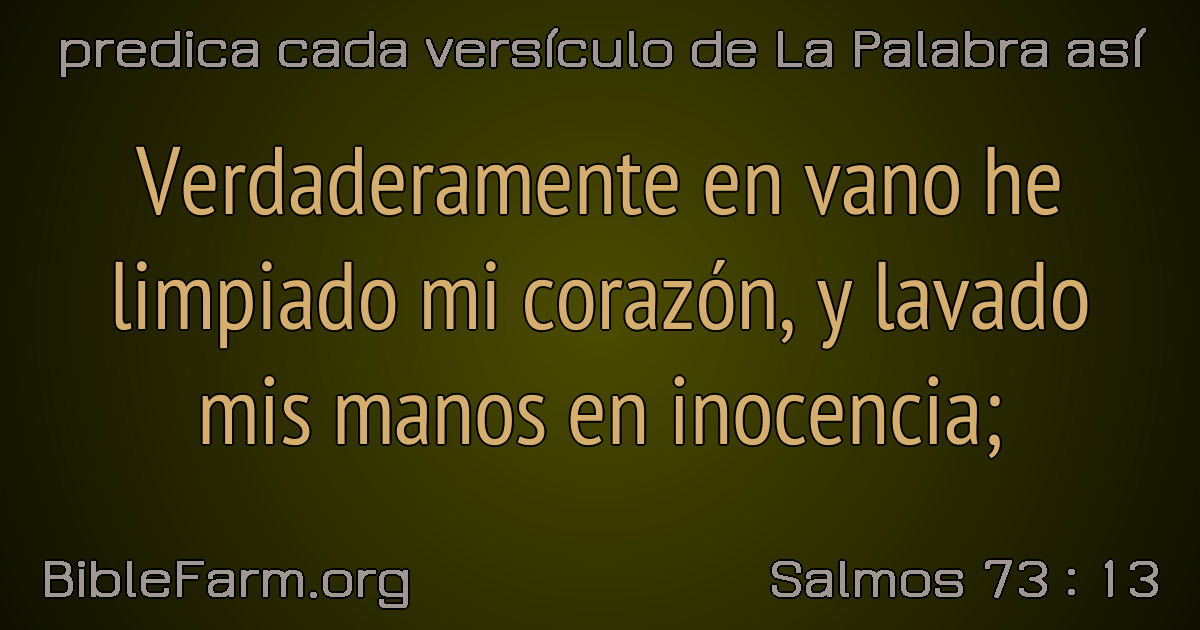 predica cada versículo de La Palabra así
Verdaderamente en vano he
limpiado mi corazón, y lavado
mis manos en inocencia;
BibleFarm.org
Salmos 73 : 13